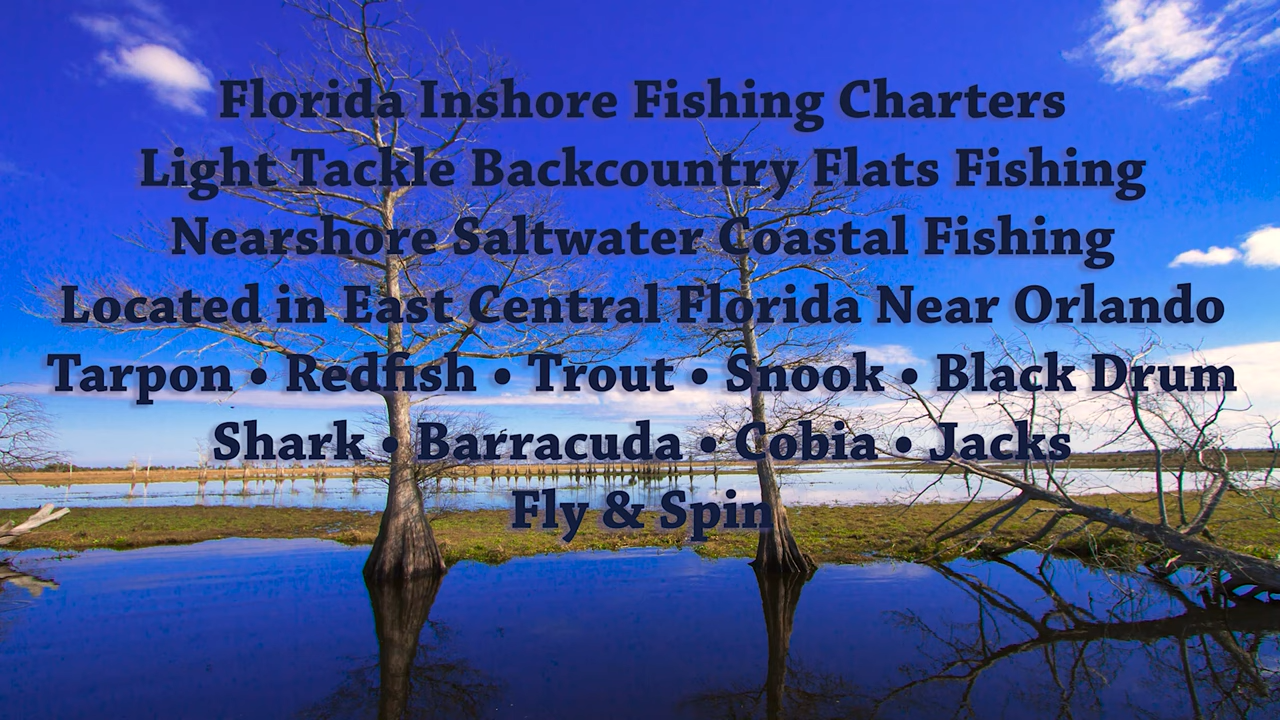 Florida Inshore Fishing Charters
Light Tackle Backcountry Flats Fishing
Nearshore Saltwater Coastal Fishing
Located in East Central Florida Near Orlando
Tarpon • Redfish • Trout • Snook • Black Drum
Shark • Barracuda • Cobia • Jacks
Fly & Spin